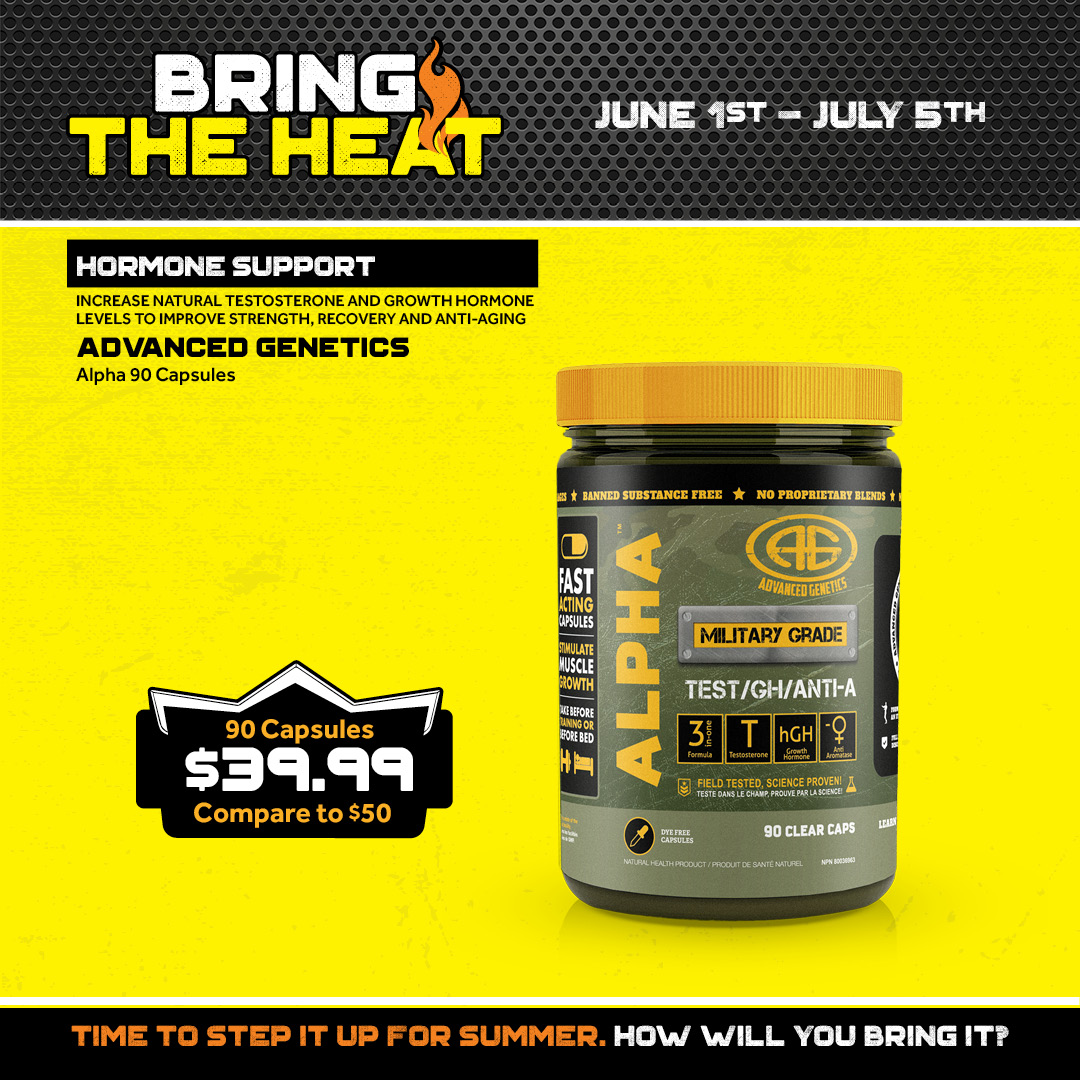 BRING
THE HEAT
JUNE 1ST – JULY 5TH
HORMONE SUPPORT
INCREASE NATURAL TESTOSTERONE AND GROWTH HORMONE
LEVELS TO IMPROVE STRENGTH, RECOVERY AND ANTI-AGING
ADVANCED GENETICS
Alpha 90 Capsules
90 Capsules
$39.99
Compare to $50
BANNED SUBSTANCE FREE ★ NO PROPRIETARY BLENDS
FAST
ACTING
CAPSULES
STIMULATE
MUSCLE
GROWTH
TAKE BEFORE
TRAINING OR
BEFORE BED
ALPHA™
AG
ADVANCED GENETICS
MILITARY GRADE
TEST/GH/ANTI-A
3 in-one
Formula
T
Testosterone
hGH
Growth
Hormone
-♀
Anti
Aromatase
FIELD TESTED, SCIENCE PROVEN!
TESTE DANS LE CHAMP, PROUVE PAR LA SCIENCE!
DYE FREE
CAPSULES
90 CLEAR CAPS
LEARN
NATURAL HEALTH PRODUCT / PRODUIT DE SANTÉ NATUREL
TIME TO STEP IT UP FOR SUMMER. HOW WILL YOU BRING IT?